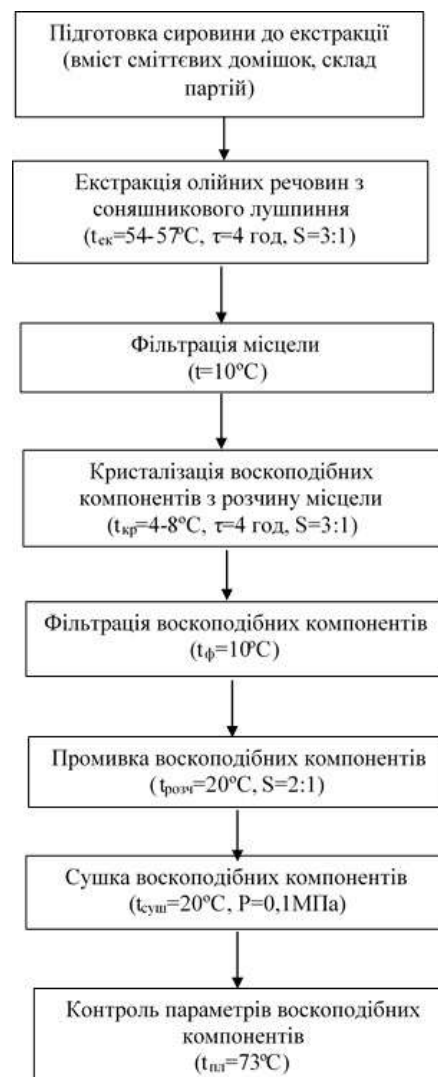 Підготовка сировини до екстракції
(вміст сміттєвих домішок, склад
партій)
Екстракція олійних речовин з
соняшникового лушпиння
(tек=54-57ºC, τ=4 год, S=3:1)
Фільтрація місцели
(t=10ºC)
Кристалізація воскоподібних
компонентів з розчину місцели
(tкр=4-8ºC, τ=4 год, S=3:1)
Фільтрація воскоподібних компонентів
(tф=10ºC)
Промивка воскоподібних компонентів
(tрозч=20ºC, S=2:1)
Сушка воскоподібних компонентів
(tсуш=20ºC, P=0,1МПа)
Контроль параметрів воскоподібних
компонентів
(tпл=73ºC)